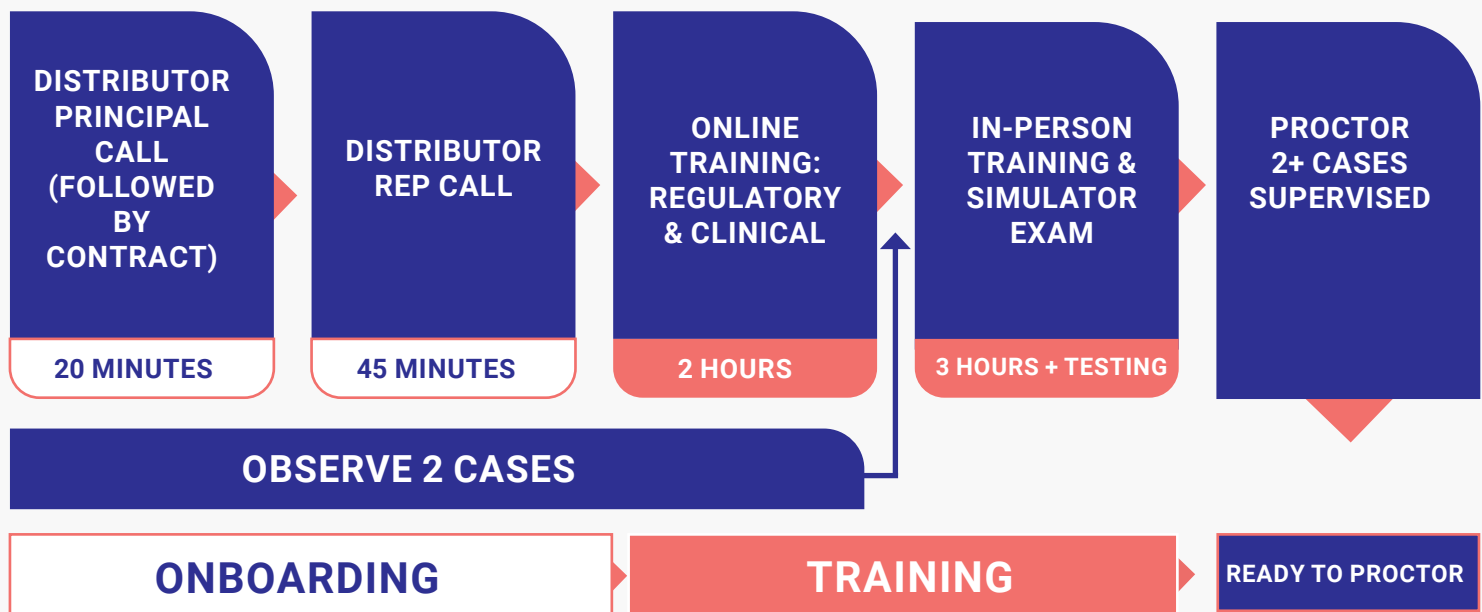 DISTRIBUTOR
PRINCIPAL
CALL
(FOLLOWED
BY
CONTRACT)
20 MINUTES
DISTRIBUTOR
REP CALL
45 MINUTES
ONLINE
TRAINING:
REGULATORY
& CLINICAL
2 HOURS
IN-PERSON
TRAINING &
SIMULATOR
EXAM
3 HOURS + TESTING
PROCTOR
2+ CASES
SUPERVISED
OBSERVE 2 CASES
ONBOARDING
TRAINING
READY TO PROCTOR